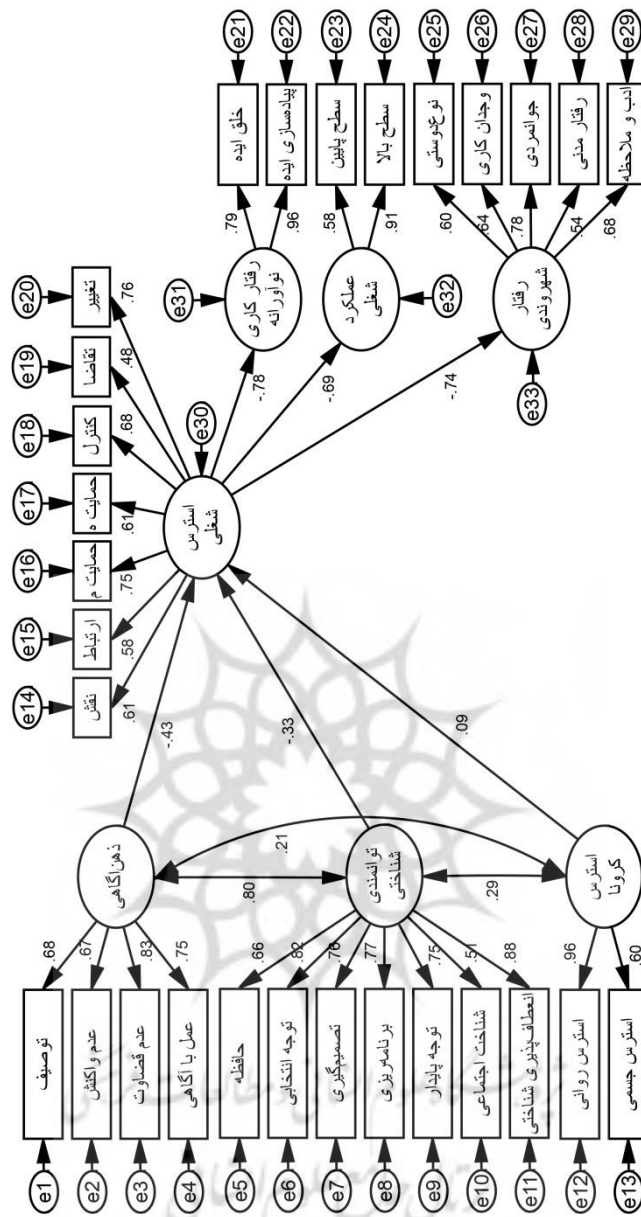 e1
توصیف
.68
e2
عدم واکنش
.67
e3
عدم قضاوت
.83
e4
عمل با آگاهی
.75
ذهن‌آگاهی
e5
حافظه
.66
e6
توجه انتخابی
.82
e7
تصمیم‌گیری
.76
e8
برنامه‌ریزی
.77
e9
توجه پایدار
.75
e10
شناخت اجتماعی
.51
e11
انعطاف‌پذیری شناختی
.88
توانمندی
شناختی
e12
استرس روانی
.96
e13
استرس جسمی
.60
استرس
کرونا
.80
.21
.29
-.43
-.33
.09
e14
نقش
.61
e15
ارتباط
.58
e16
حمایت م
.75
e17
حمایت ه
.61
e18
کنترل
.68
e19
تقاضا
.48
e20
تغییر
.76
استرس
شغلی
e30
-.78
-.69
-.74
رفتار کاری
نوآورانه
e31
.79
خلق ایده
e21
.96
پیاده‌سازی ایده
e22
عملکرد
شغلی
e32
.58
سطح پایین
e23
.91
سطح بالا
e24
رفتار
شهروندی
e33
.60
نوع‌دوستی
e25
.64
وجدان کاری
e26
.78
جوانمردی
e27
.54
رفتار مدنی
e28
.68
ادب و ملاحظه
e29